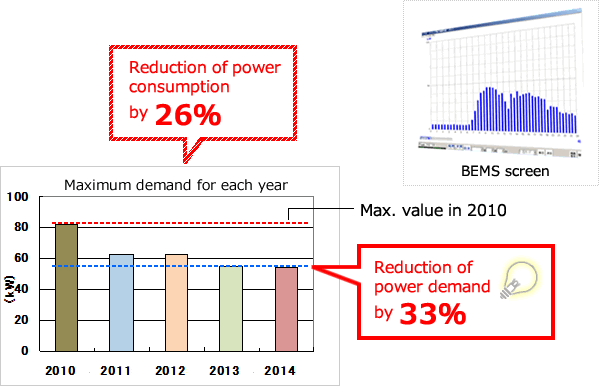 Reduction of power
consumption
by 26%
BEMS screen
Maximum demand for each year
100
80
60
40
20
0
(kW)
2010
2011
2012
2013
2014
Max. value in 2010
Reduction of
power demand
by 33%